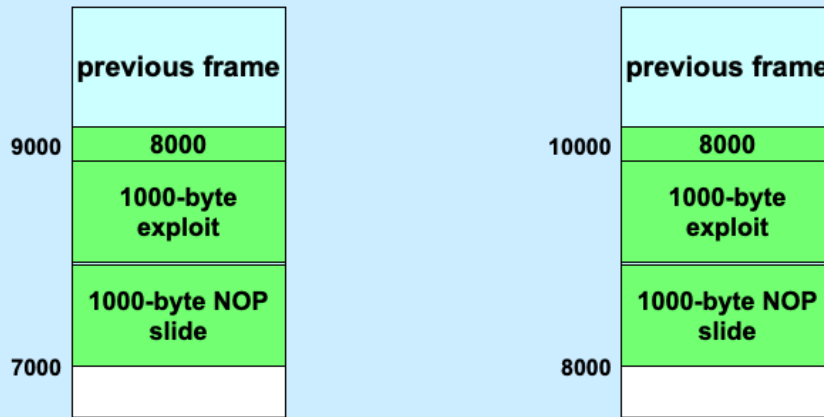 previous frame
9000
8000
1000-byte
exploit
1000-byte NOP
slide
7000
previous frame
10000
8000
1000-byte
exploit
1000-byte NOP
slide
8000